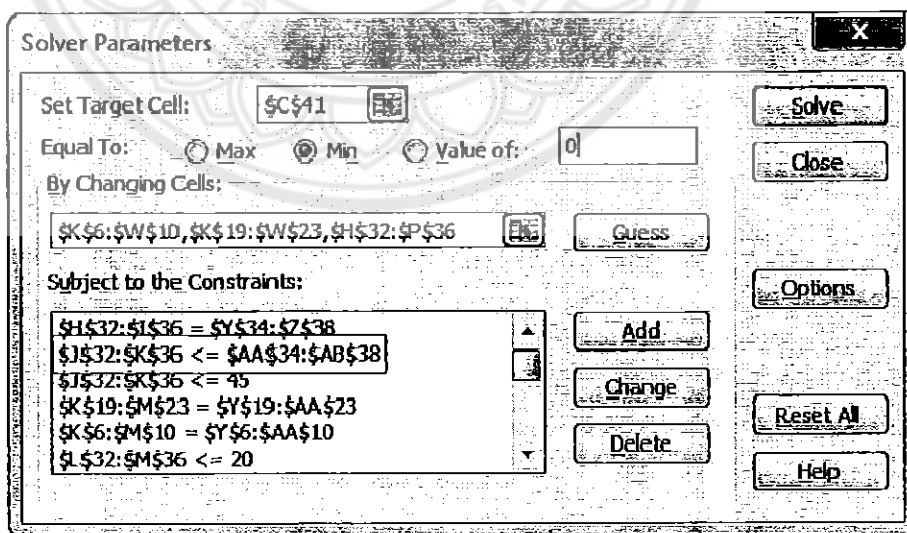 Solver Parameters
X
Set Target Cell: $C$41
Solve
Equal To: Max Min Value of: 0
Close
By Changing Cells:
$K$6:$W$10,$K$19:$W$23,$H$32:$P$36
Guess
Subject to the Constraints:
Options
$H$32:$I$36 = $Y$34:$Z$38
Add
$J$32:$K$36 <= $AA$34:$AB$38
$J$32:$K$36 <= 45
Change
$K$19:$M$23 = $Y$19:$AA$23
Reset All
$K$6:$M$10 = $Y$6:$AA$10
Delete
$L$32:$M$36 <= 20
Help